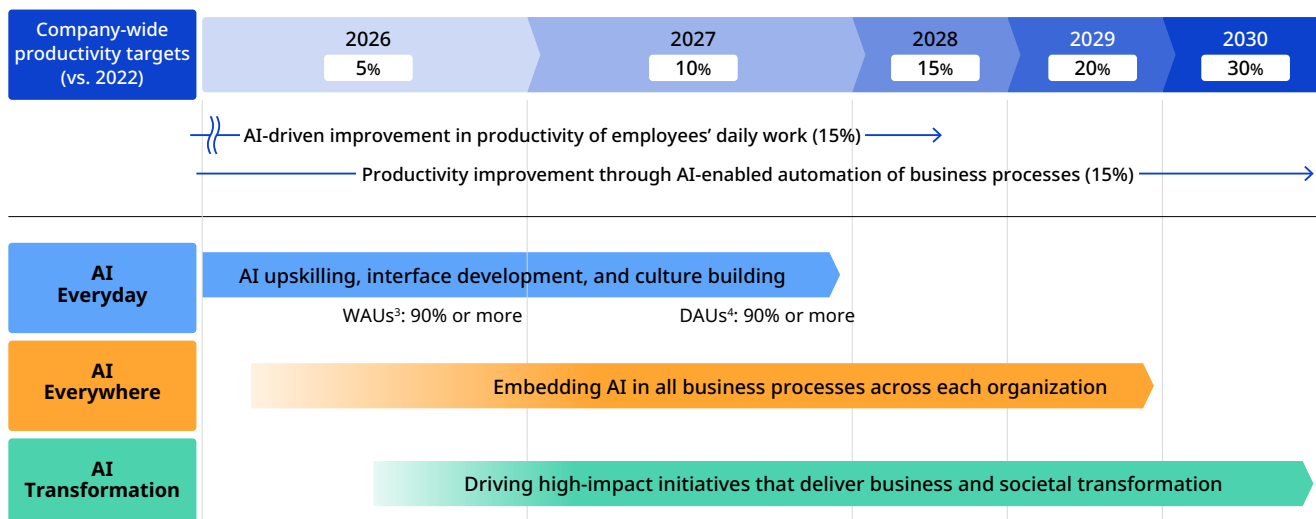 Company-wide
productivity targets
(vs. 2022)
2026
5%
2027
10%
2028
15%
2029
20%
2030
30%
AI-driven improvement in productivity of employees’ daily work (15%)
Productivity improvement through AI-enabled automation of business processes (15%)
AI
Everyday
AI upskilling, interface development, and culture building
WAUs³: 90% or more
DAUs⁴: 90% or more
AI
Everywhere
Embedding AI in all business processes across each organization
AI
Transformation
Driving high-impact initiatives that deliver business and societal transformation